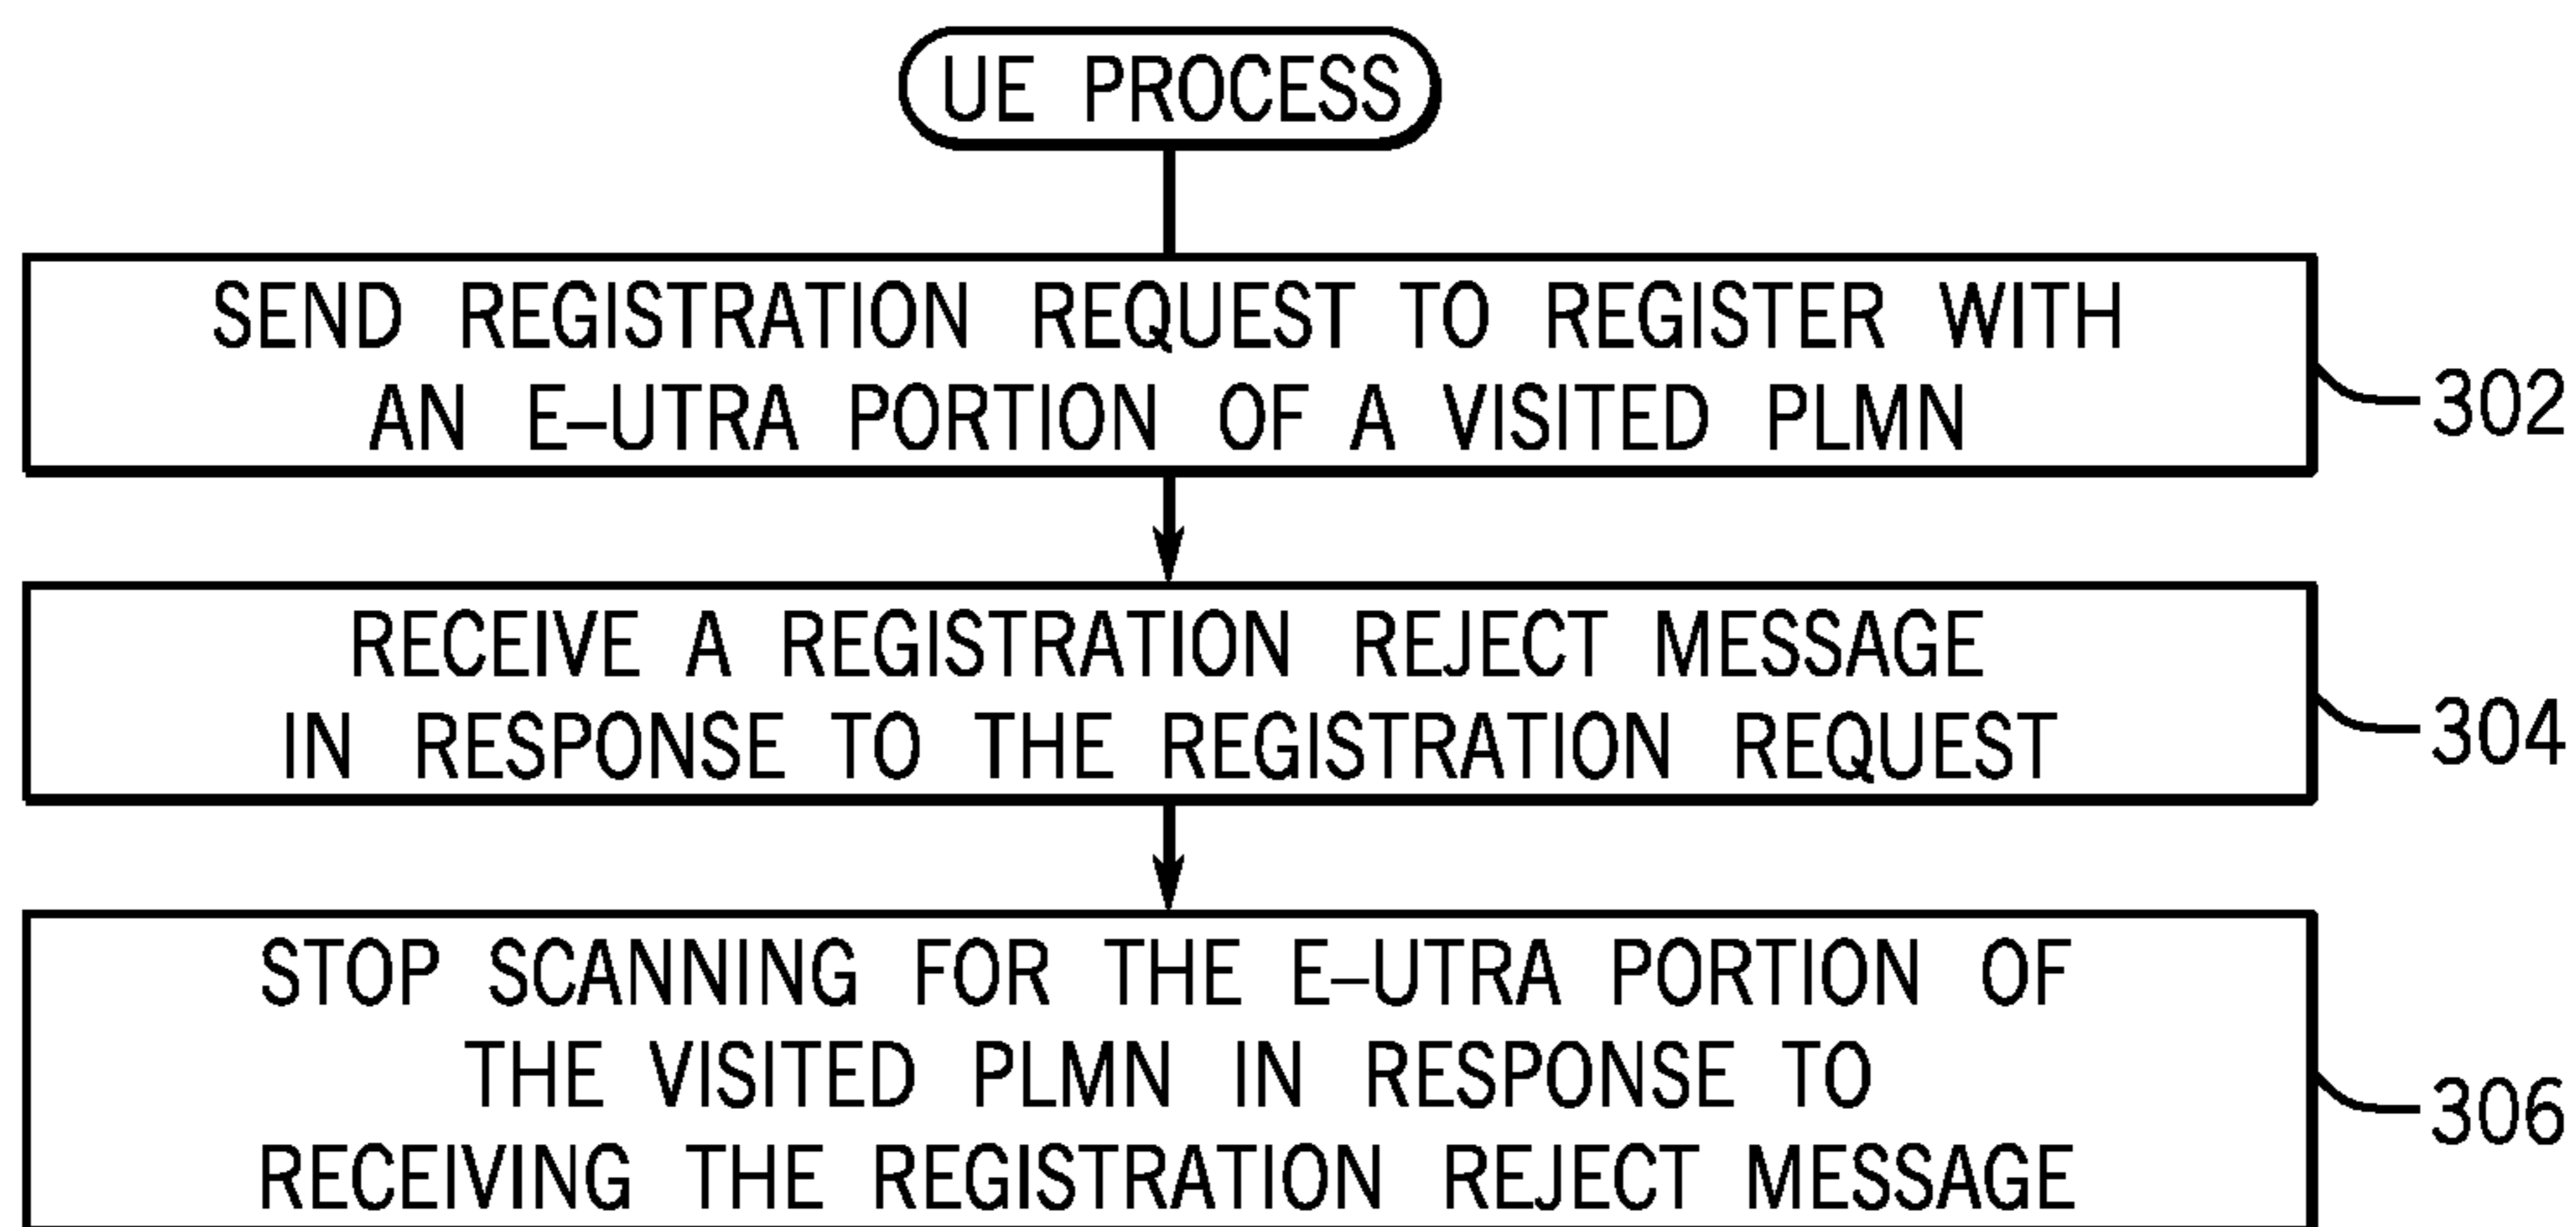 UE PROCESS
SEND REGISTRATION REQUEST TO REGISTER WITH
AN E–UTRA PORTION OF A VISITED PLMN
302
RECEIVE A REGISTRATION REJECT MESSAGE
IN RESPONSE TO THE REGISTRATION REQUEST
304
STOP SCANNING FOR THE E–UTRA PORTION OF
THE VISITED PLMN IN RESPONSE TO
RECEIVING THE REGISTRATION REJECT MESSAGE
306